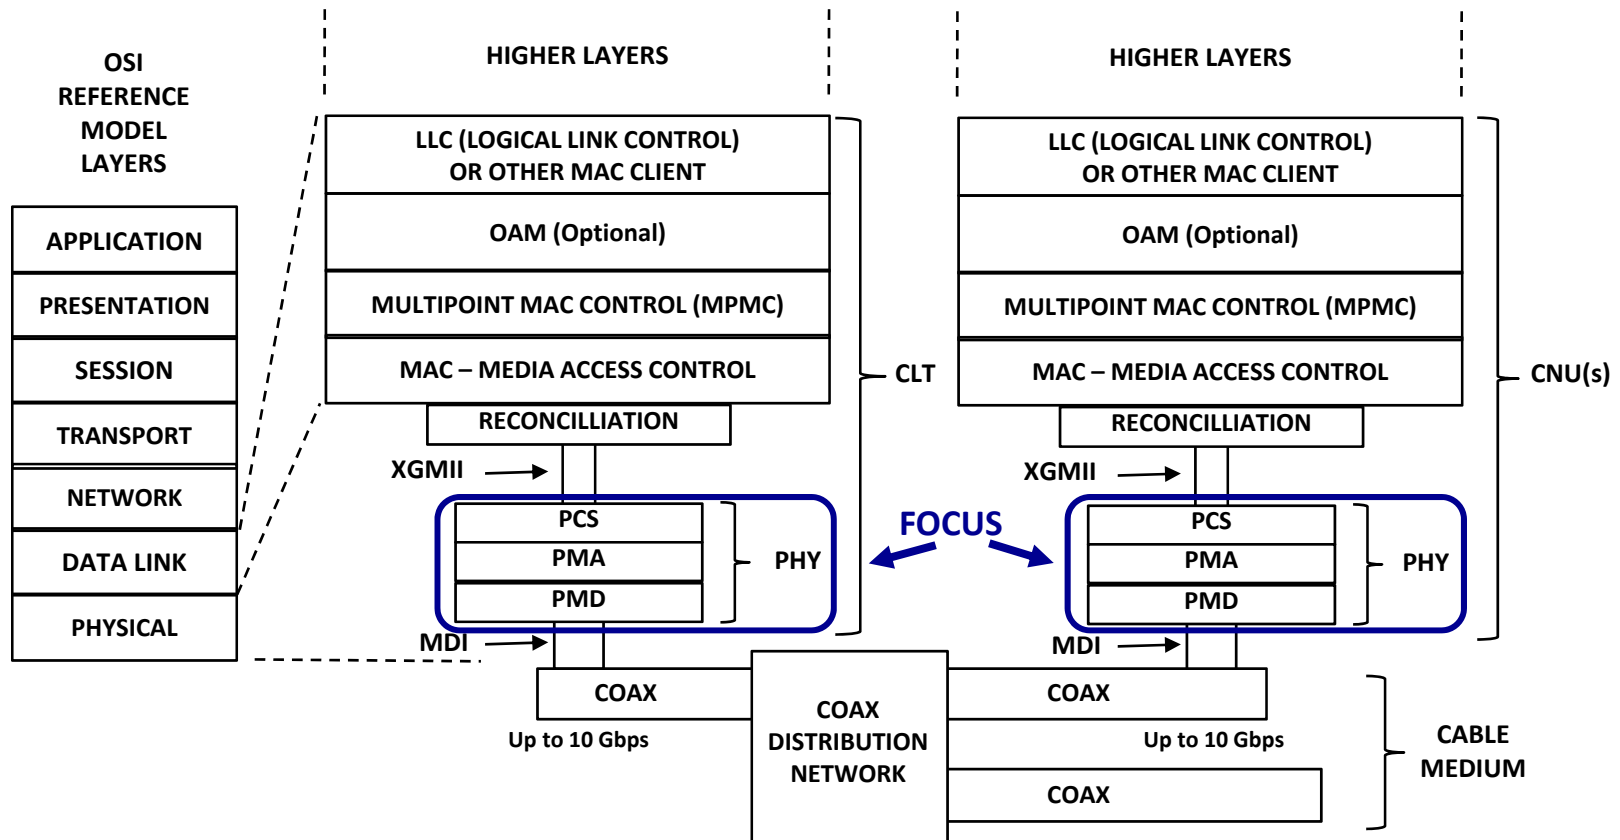 OSI
REFERENCE
MODEL
LAYERS
APPLICATION
PRESENTATION
SESSION
TRANSPORT
NETWORK
DATA LINK
PHYSICAL
HIGHER LAYERS
LLC (LOGICAL LINK CONTROL)
OR OTHER MAC CLIENT
OAM (Optional)
MULTIPOINT MAC CONTROL (MPMC)
MAC – MEDIA ACCESS CONTROL
RECONCILLIATION
XGMII
PCS
PMA
PMD
PHY
MDI
CLT
FOCUS
HIGHER LAYERS
LLC (LOGICAL LINK CONTROL)
OR OTHER MAC CLIENT
OAM (Optional)
MULTIPOINT MAC CONTROL (MPMC)
MAC – MEDIA ACCESS CONTROL
RECONCILLIATION
XGMII
PCS
PMA
PMD
PHY
MDI
CNU(s)
COAX
Up to 10 Gbps
COAX
DISTRIBUTION
NETWORK
COAX
Up to 10 Gbps
COAX
CABLE
MEDIUM